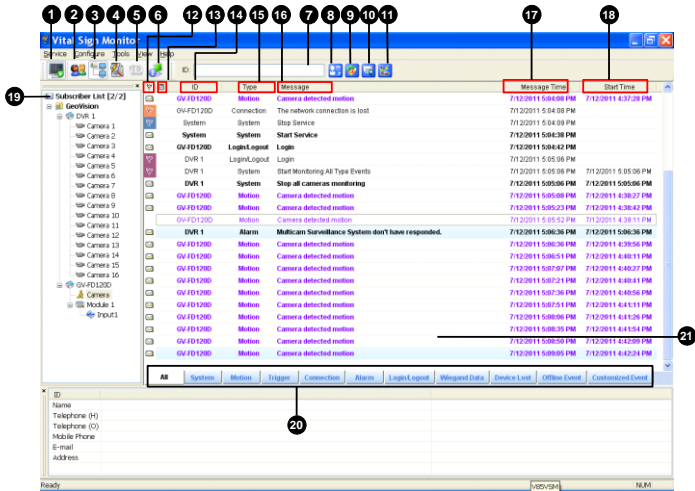 1 2 3 4 5 6 12 13 14 15 16 7 8 9 10 11 17 18
Vital Sign Monitor
Service Configure Tools View Help
ID:
ID Type Message Message Time Start Time
19
Subscriber List [2/2]
GeoVision
DVR 1
Camera 1
Camera 2
Camera 3
Camera 4
Camera 5
Camera 6
Camera 7
Camera 8
Camera 9
Camera 10
Camera 11
Camera 12
Camera 13
Camera 14
Camera 15
Camera 16
GV-FD120D
Camera
Module 1
Input1
GV-FD120D Motion Camera detected motion 7/12/2011 5:04:08 PM 7/12/2011 4:37:29 PM
GV-FD120D Connection The network connection is lost 7/12/2011 5:04:08 PM
System System Stop Service 7/12/2011 5:04:09 PM
System System Start Service 7/12/2011 5:04:38 PM
GV-FD120D Login/Logout Login 7/12/2011 5:04:42 PM
DVR 1 Login/Logout Login 7/12/2011 5:05:06 PM
DVR 1 System Start Monitoring All Type Events 7/12/2011 5:05:06 PM 7/12/2011 5:05:06 PM
DVR 1 System Stop all cameras monitoring 7/12/2011 5:05:06 PM 7/12/2011 5:05:06 PM
GV-FD120D Motion Camera detected motion 7/12/2011 5:05:08 PM 7/12/2011 4:38:27 PM
GV-FD120D Motion Camera detected motion 7/12/2011 5:05:23 PM 7/12/2011 4:38:42 PM
GV-FD120D Motion Camera detected motion 7/12/2011 5:05:52 PM 7/12/2011 4:39:11 PM
DVR 1 Alarm Multicam Surveillance System don't have responded. 7/12/2011 5:06:36 PM 7/12/2011 5:06:36 PM
GV-FD120D Motion Camera detected motion 7/12/2011 5:06:36 PM 7/12/2011 4:39:56 PM
GV-FD120D Motion Camera detected motion 7/12/2011 5:06:51 PM 7/12/2011 4:40:11 PM
GV-FD120D Motion Camera detected motion 7/12/2011 5:07:07 PM 7/12/2011 4:40:27 PM
GV-FD120D Motion Camera detected motion 7/12/2011 5:07:21 PM 7/12/2011 4:40:41 PM
GV-FD120D Motion Camera detected motion 7/12/2011 5:07:36 PM 7/12/2011 4:40:56 PM
GV-FD120D Motion Camera detected motion 7/12/2011 5:07:51 PM 7/12/2011 4:41:11 PM
GV-FD120D Motion Camera detected motion 7/12/2011 5:08:06 PM 7/12/2011 4:41:26 PM
GV-FD120D Motion Camera detected motion 7/12/2011 5:08:35 PM 7/12/2011 4:41:54 PM
GV-FD120D Motion Camera detected motion 7/12/2011 5:08:50 PM 7/12/2011 4:42:09 PM
GV-FD120D Motion Camera detected motion 7/12/2011 5:09:05 PM 7/12/2011 4:42:24 PM
21
All System Motion Trigger Connection Alarm Login/Logout Wiegand Data Device Lost Offline Event Customized Event
20
ID
Name
Telephone (H)
Telephone (O)
Mobile Phone
E-mail
Address
Ready V85VSM NUM